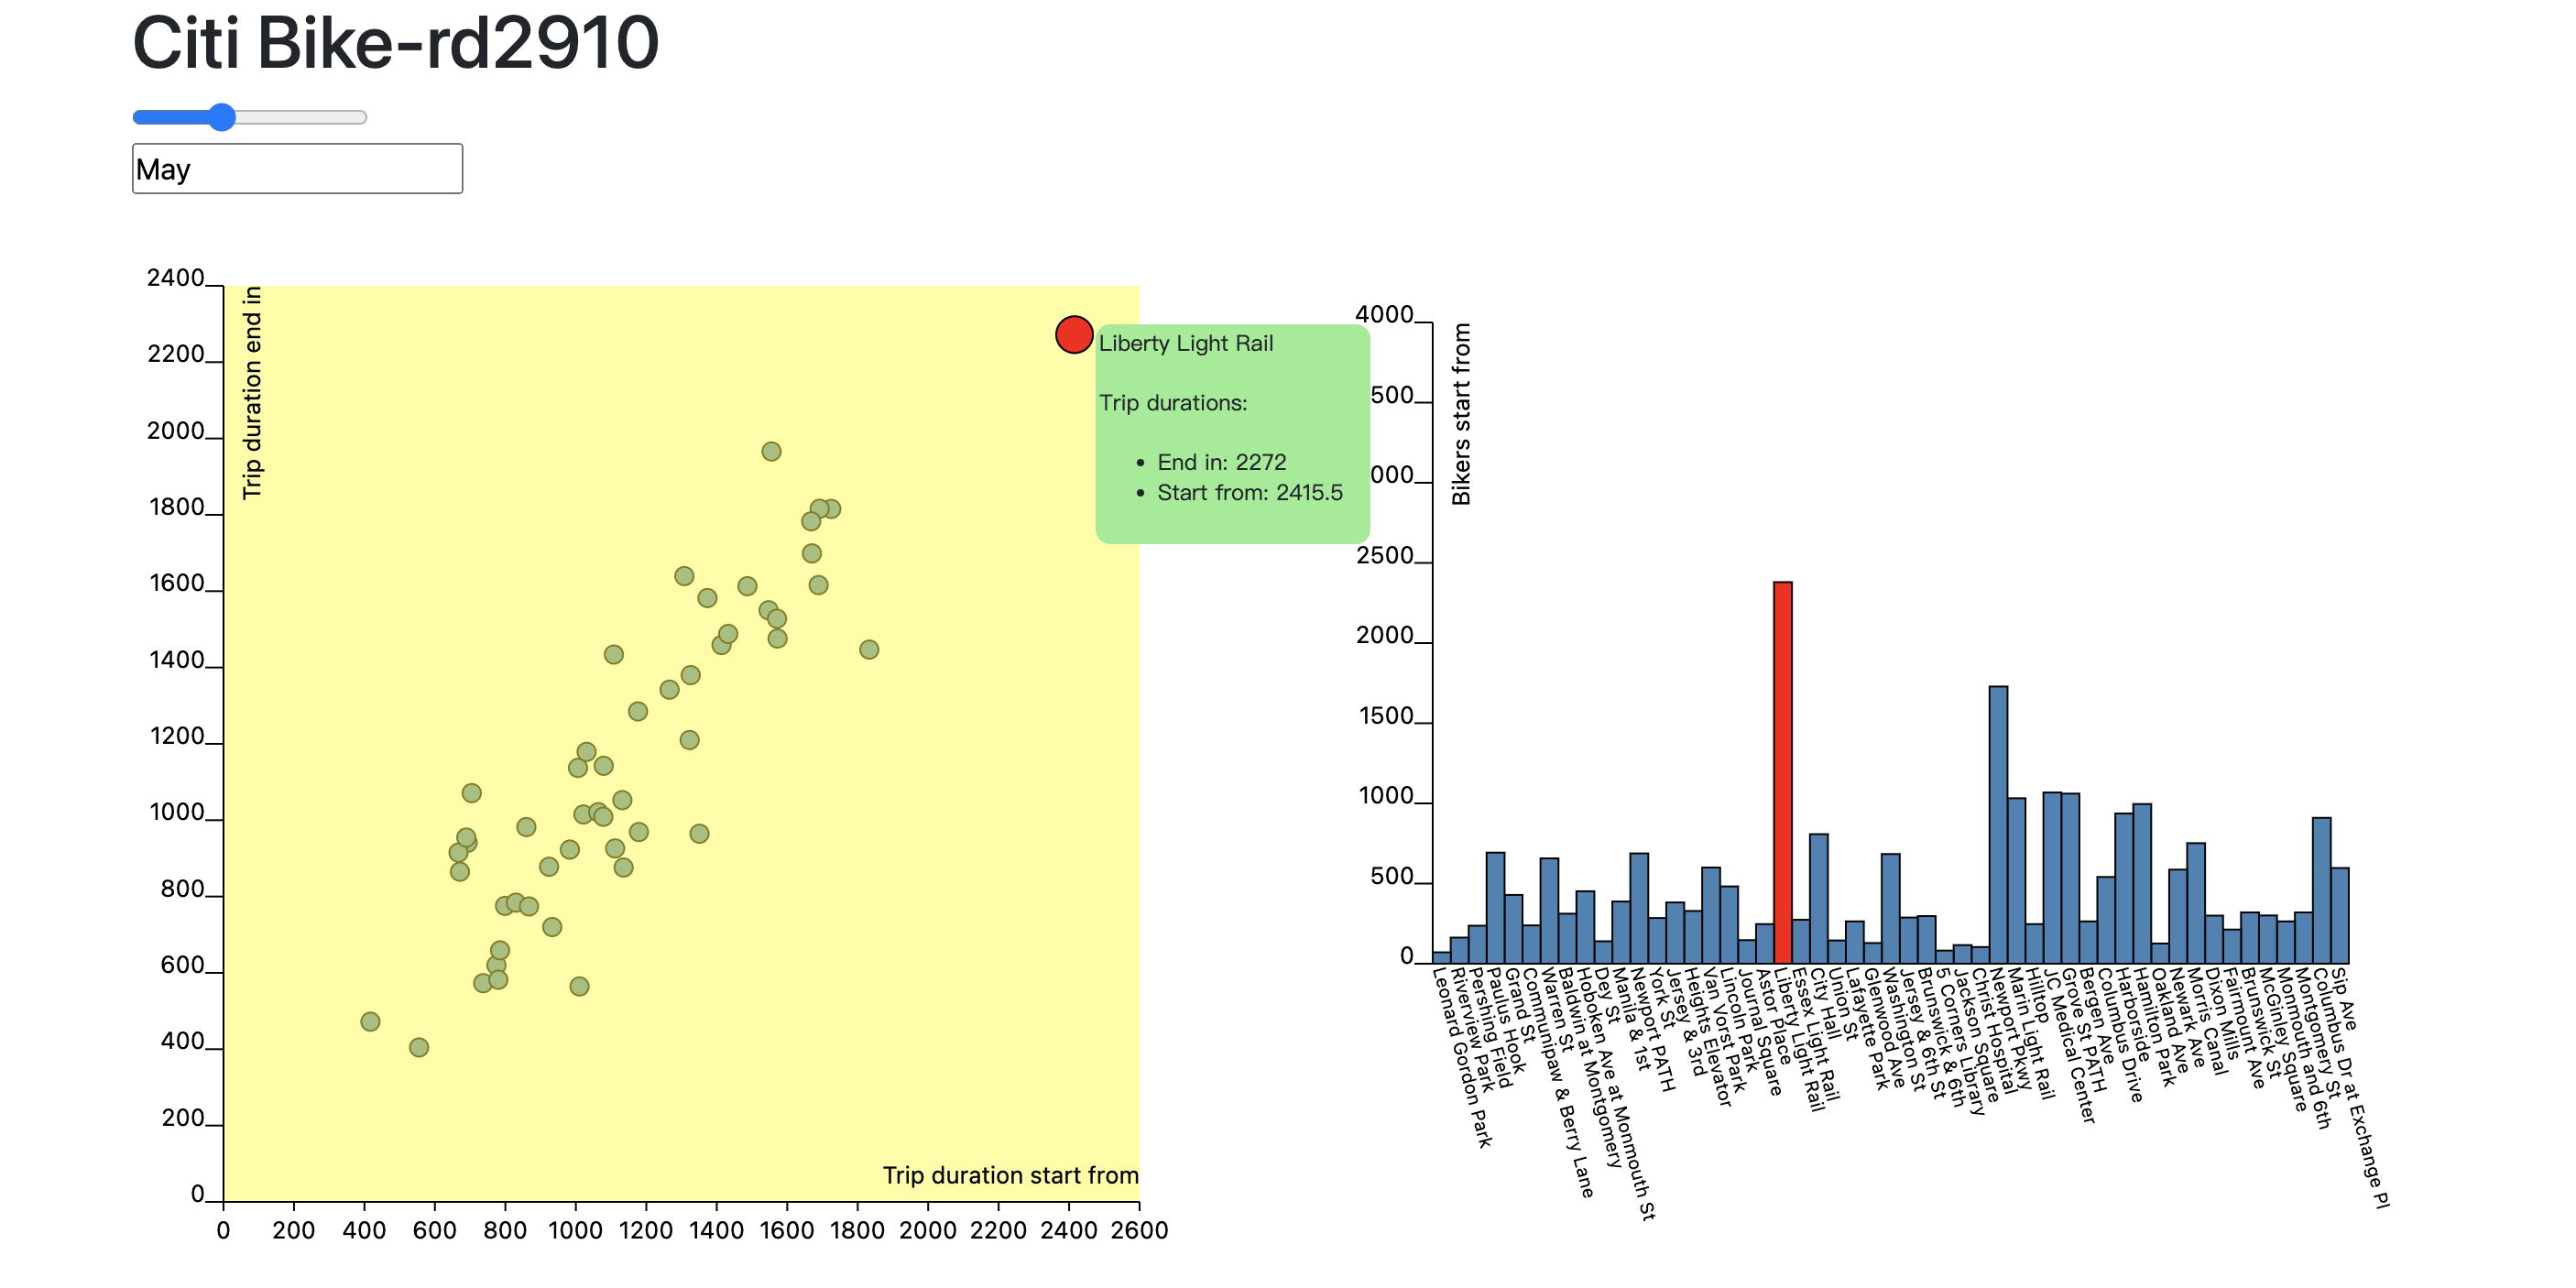 Citi Bike-rd2910
May
2400
2200
2000
1800
1600
1400
1200
1000
800
600
400
200
0
Trip duration end in
Trip duration start from
0 200 400 600 800 1000 1200 1400 1600 1800 2000 2200 2400 2600
Liberty Light Rail
Trip durations:
• End in: 2272
• Start from: 2415.5
4000
500
000
2500
2000
1500
1000
500
0
Bikers start from
Leonard Gordon Park
Riverview Park
Pershing Field
Paulus Hook
Grand St
Communipaw & Berry Lane
Warren St
Baldwin at Montgomery
Hoboken Ave at Monmouth St
Dey St
Manila & 1st
Newport PATH
York St
Jersey & 3rd
Heights Elevator
Van Vorst Park
Lincoln Park
Journal Square
Astor Place
Liberty Light Rail
Essex Light Rail
City Hall
Union St
Lafayette Park
Glenwood Ave
Washington St
Jersey & 6th St
Brunswick & 6th
5 Corners Library
Jackson Square
Christ Hospital
Newport Pkwy
Marin Light Rail
Hilltop
JC Medical Center
Grove St PATH
Bergen Ave
Columbus Drive
Harborside
Hamilton Park
Oakland Ave
Newark Ave
Morris Canal
Dixon Mills
Fairmount Ave
Brunswick St
McGinley Square
Monmouth and 6th
Montgomery St
Columbus Dr at Exchange Pl
Sip Ave